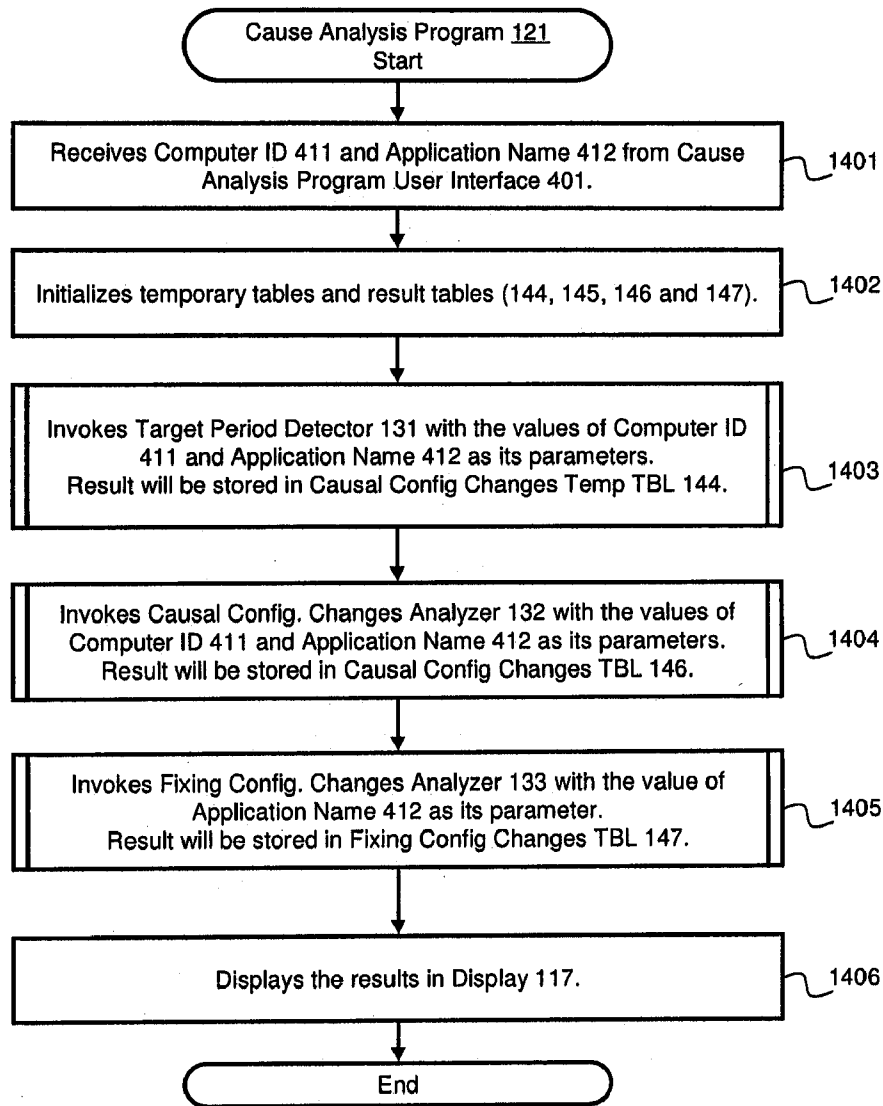 Cause Analysis Program 121
Start
Receives Computer ID 411 and Application Name 412 from Cause
Analysis Program User Interface 401.
1401
Initializes temporary tables and result tables (144, 145, 146 and 147).
1402
Invokes Target Period Detector 131 with the values of Computer ID
411 and Application Name 412 as its parameters.
Result will be stored in Causal Config Changes Temp TBL 144.
1403
Invokes Causal Config. Changes Analyzer 132 with the values of
Computer ID 411 and Application Name 412 as its parameters.
Result will be stored in Causal Config Changes TBL 146.
1404
Invokes Fixing Config. Changes Analyzer 133 with the value of
Application Name 412 as its parameter.
Result will be stored in Fixing Config Changes TBL 147.
1405
Displays the results in Display 117.
1406
End